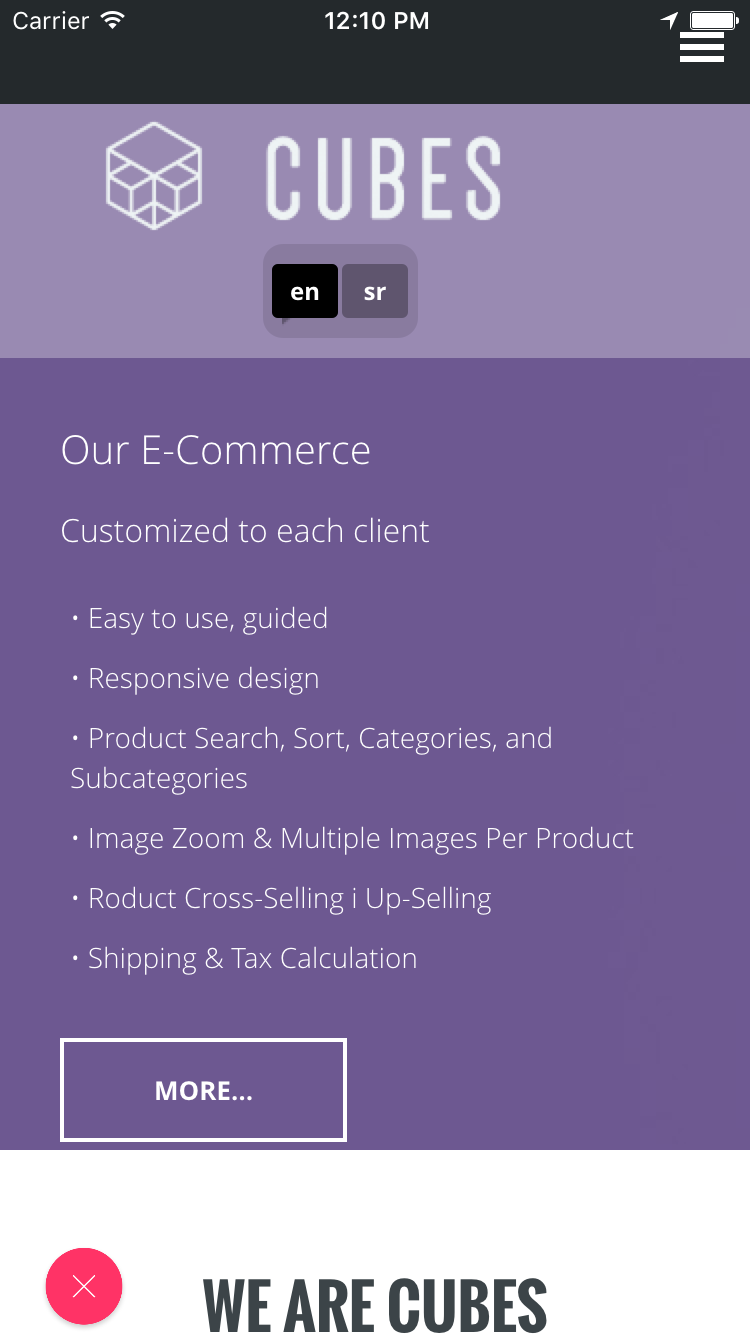 Carrier 12:10 PM
CUBES
en sr
Our E-Commerce
Customized to each client
• Easy to use, guided
• Responsive design
• Product Search, Sort, Categories, and
Subcategories
• Image Zoom & Multiple Images Per Product
• Roduct Cross-Selling i Up-Selling
• Shipping & Tax Calculation
MORE...
WE ARE CUBES